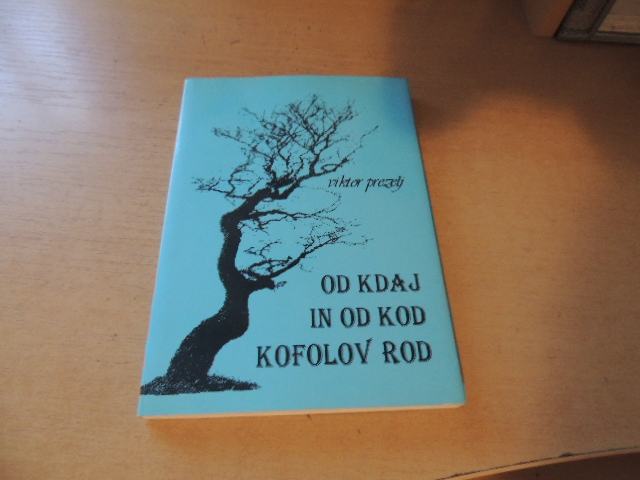 viktor prezelj
OD KDAJ
IN OD KOD
KOFOLOV ROD